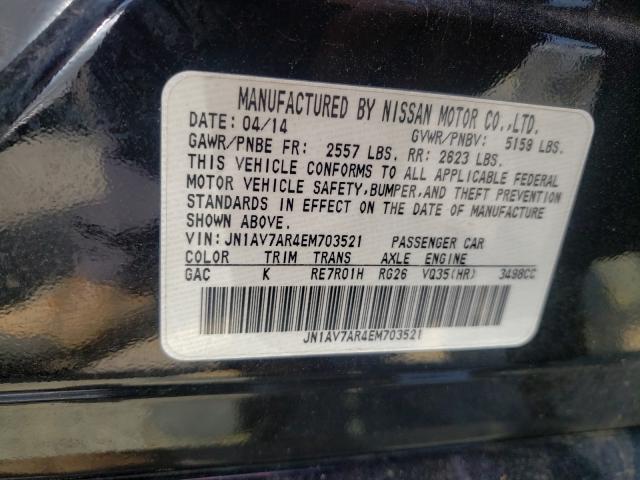 MANUFACTURED BY NISSAN MOTOR CO.,LTD.
DATE: 04/14 GVWR/PNBV: 5159 LBS.
GAWR/PNBE FR: 2557 LBS. RR: 2623 LBS.
THIS VEHICLE CONFORMS TO ALL APPLICABLE FEDERAL
MOTOR VEHICLE SAFETY,BUMPER,AND THEFT PREVENTION
STANDARDS IN EFFECT ON THE DATE OF MANUFACTURE
SHOWN ABOVE.
VIN: JN1AV7AR4EM703521 PASSENGER CAR
COLOR TRIM TRANS AXLE ENGINE
GAC K RE7R01H RG26 VQ35(HR) 3498CC
JN1AV7AR4EM703521